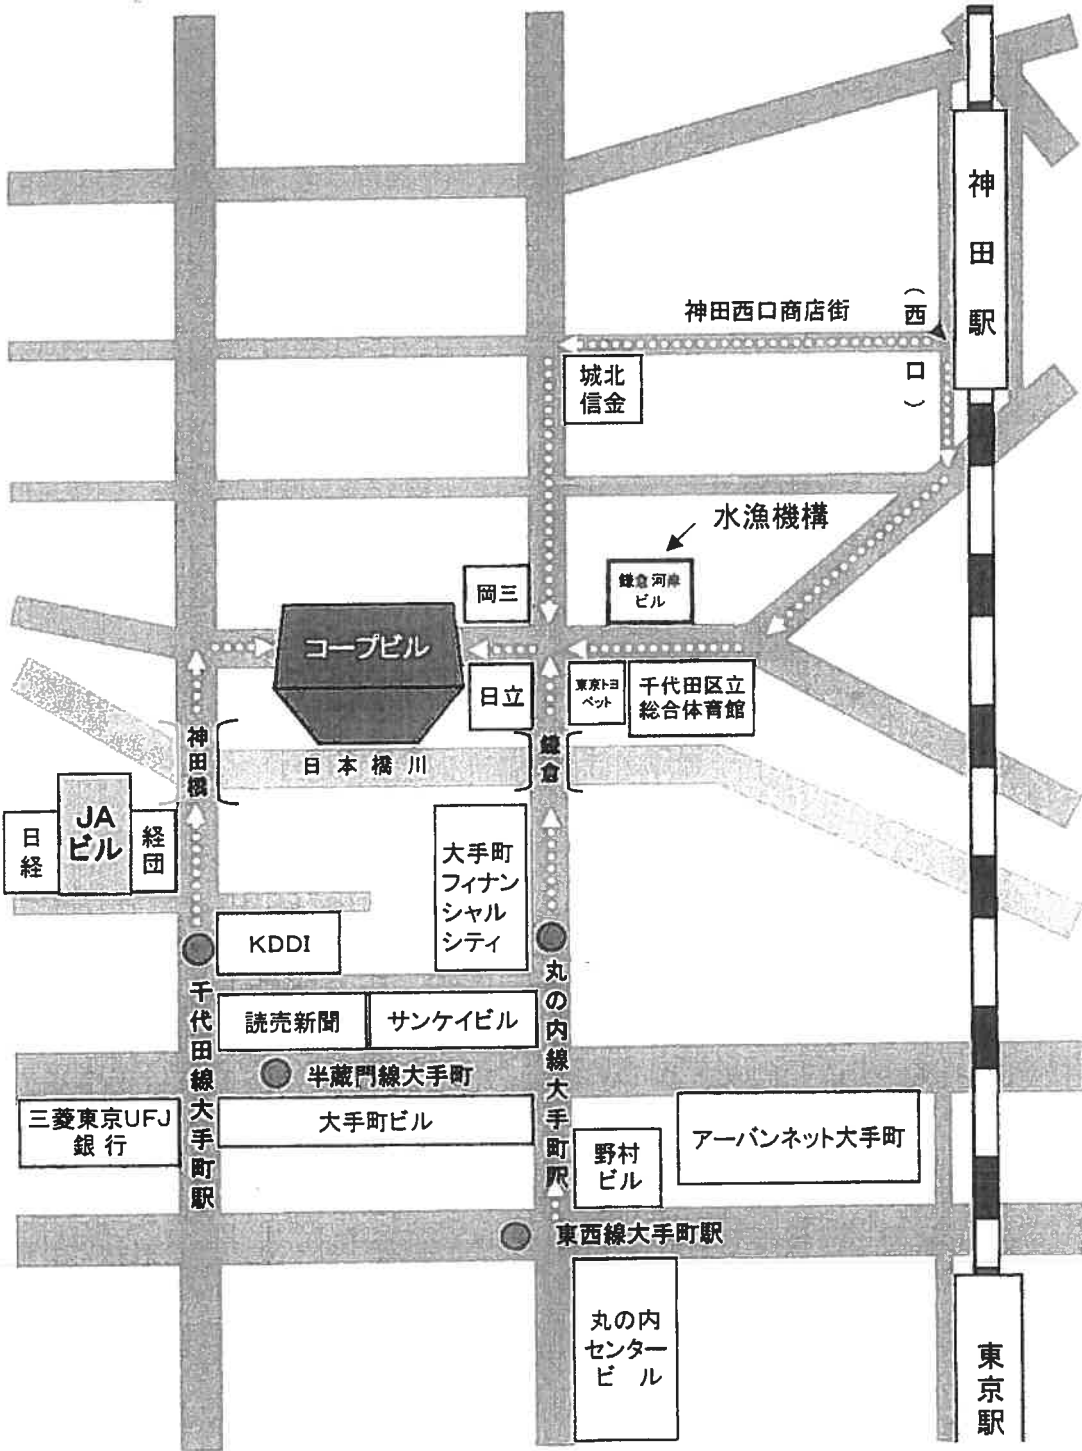 神田駅
神田西口商店街
（西口）
城北
信金
水漁機構
鎌倉河岸
ビル
岡三
コープビル
日立
東京トヨ
ペット
千代田区立
総合体育館
神田橋
日本橋川
鎌倉
日経
JA
ビル
経団
大手町
フィナン
シャル
シティ
KDDI
千代田線大手町駅
丸の内線大手町駅
読売新聞
サンケイビル
半蔵門線大手町
三菱東京UFJ
銀行
大手町ビル
野村
ビル
アーバンネット大手町
東西線大手町駅
丸の内
センター
ビル
東京駅